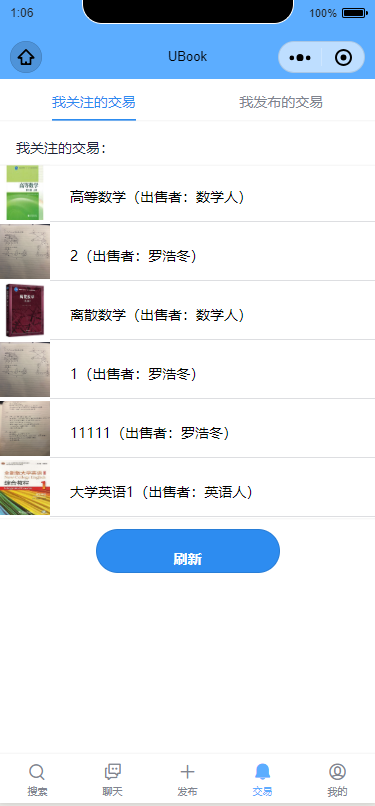 1:06
100%
UBook
我关注的交易
我发布的交易
我关注的交易：
高等数学
高等数学（出售者：数学人）
2（出售者：罗浩冬）
离散数学
离散数学（出售者：数学人）
1（出售者：罗浩冬）
11111（出售者：罗浩冬）
综合教程
大学英语1（出售者：英语人）
刷新
搜索
聊天
发布
交易
我的